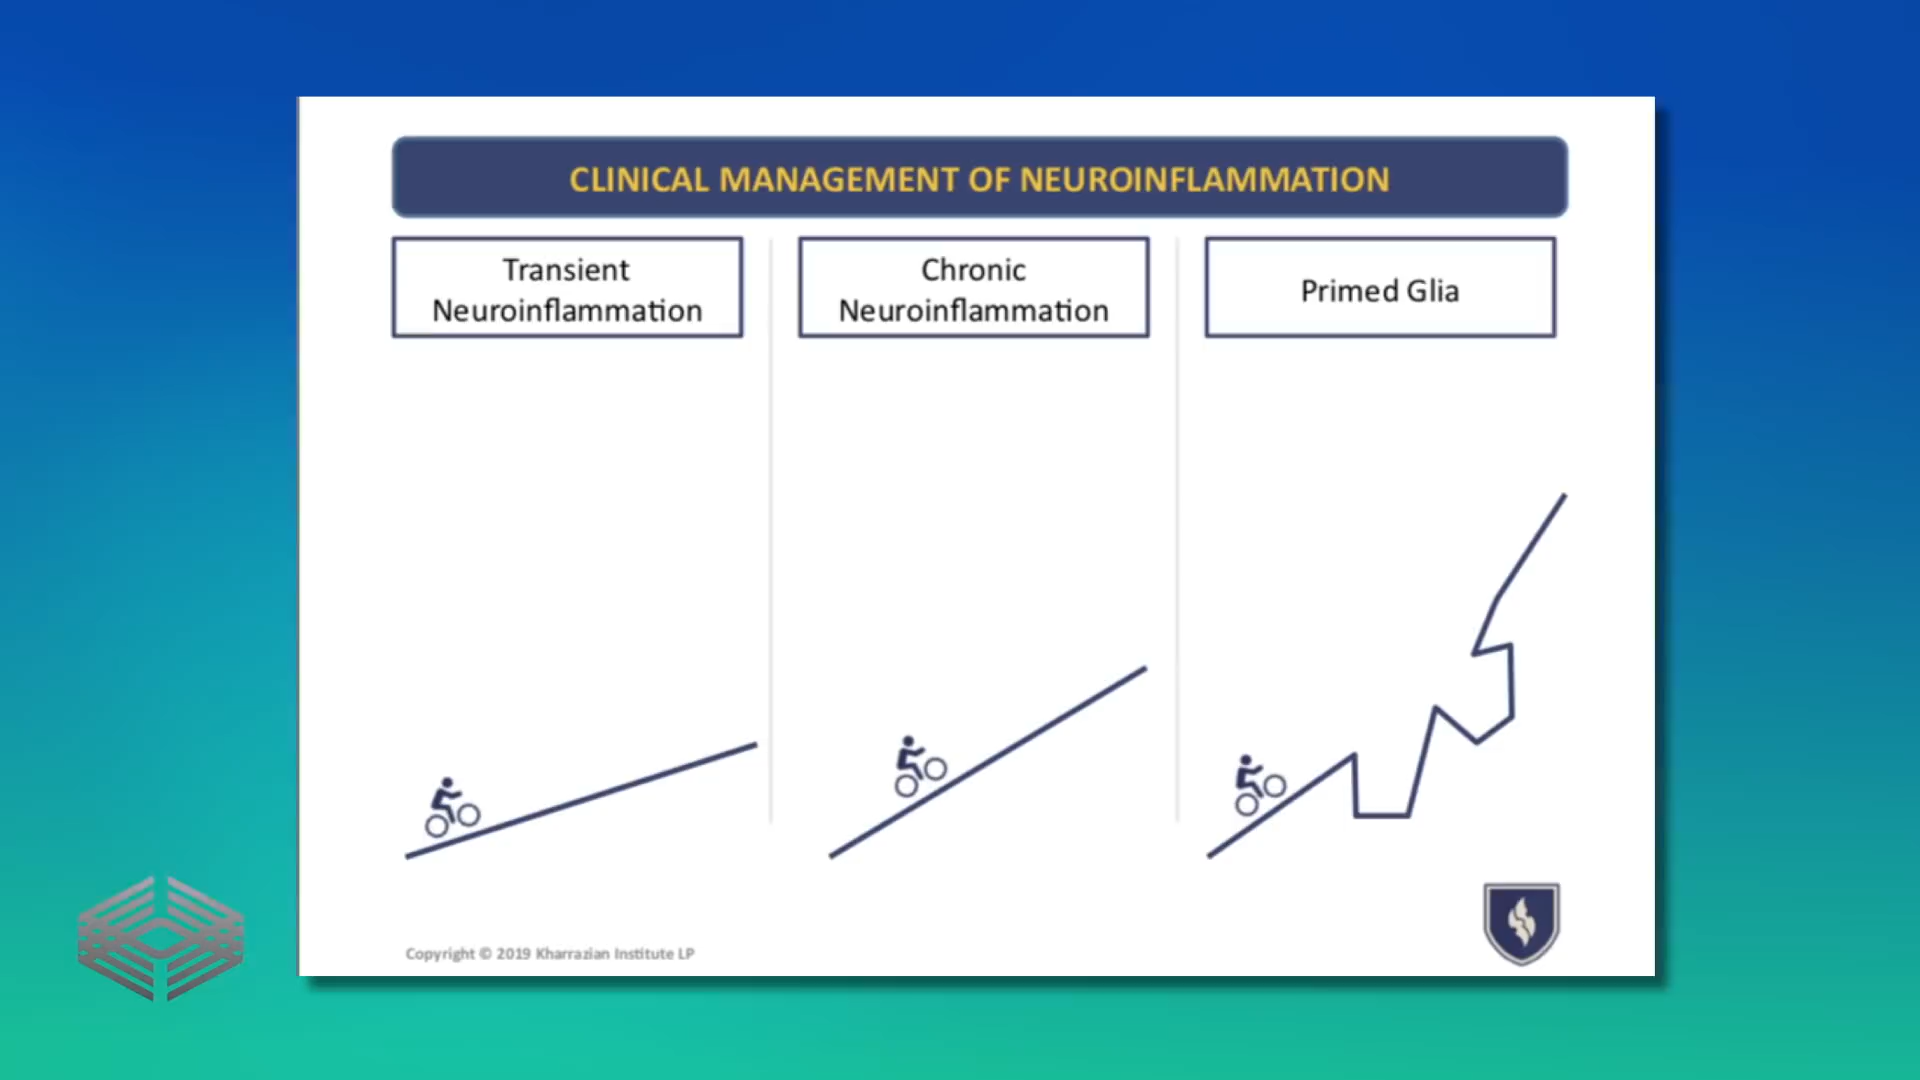 CLINICAL MANAGEMENT OF NEUROINFLAMMATION
Transient
Neuroinflammation
Chronic
Neuroinflammation
Primed Glia
Copyright © 2019 Kharrazian Institute LP